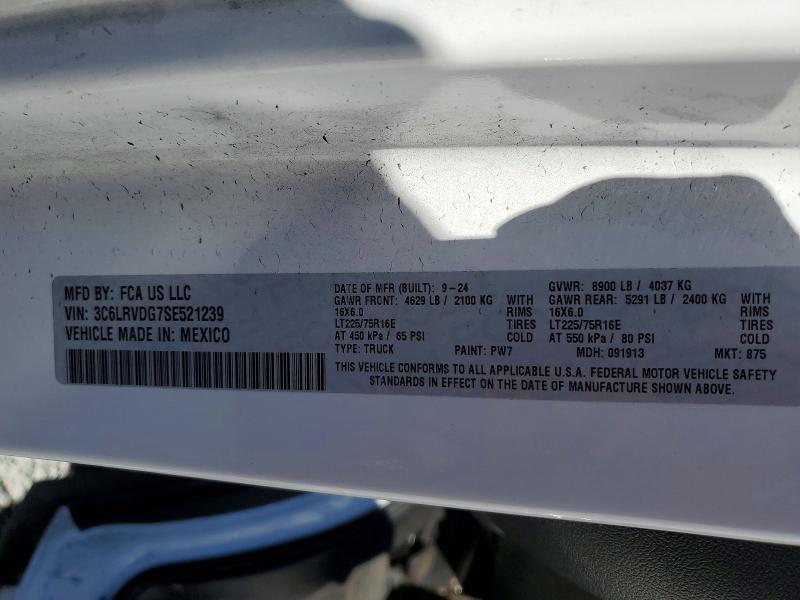 MFD BY: FCA US LLC
VIN: 3C6LRVDG7SE521239
VEHICLE MADE IN: MEXICO
DATE OF MFR (BUILT): 9-24 GVWR: 8900 LB / 4037 KG
GAWR FRONT: 4629 LB / 2100 KG WITH GAWR REAR: 5291 LB / 2400 KG WITH
16X6.0 RIMS 16X6.0 RIMS
LT225/75R16E TIRES LT225/75R16E TIRES
AT 450 kPa / 65 PSI COLD AT 550 kPa / 80 PSI COLD
TYPE: TRUCK PAINT: PW7 MDH: 091913 MKT: 875
THIS VEHICLE CONFORMS TO ALL APPLICABLE U.S.A. FEDERAL MOTOR VEHICLE SAFETY
STANDARDS IN EFFECT ON THE DATE OF MANUFACTURE SHOWN ABOVE.